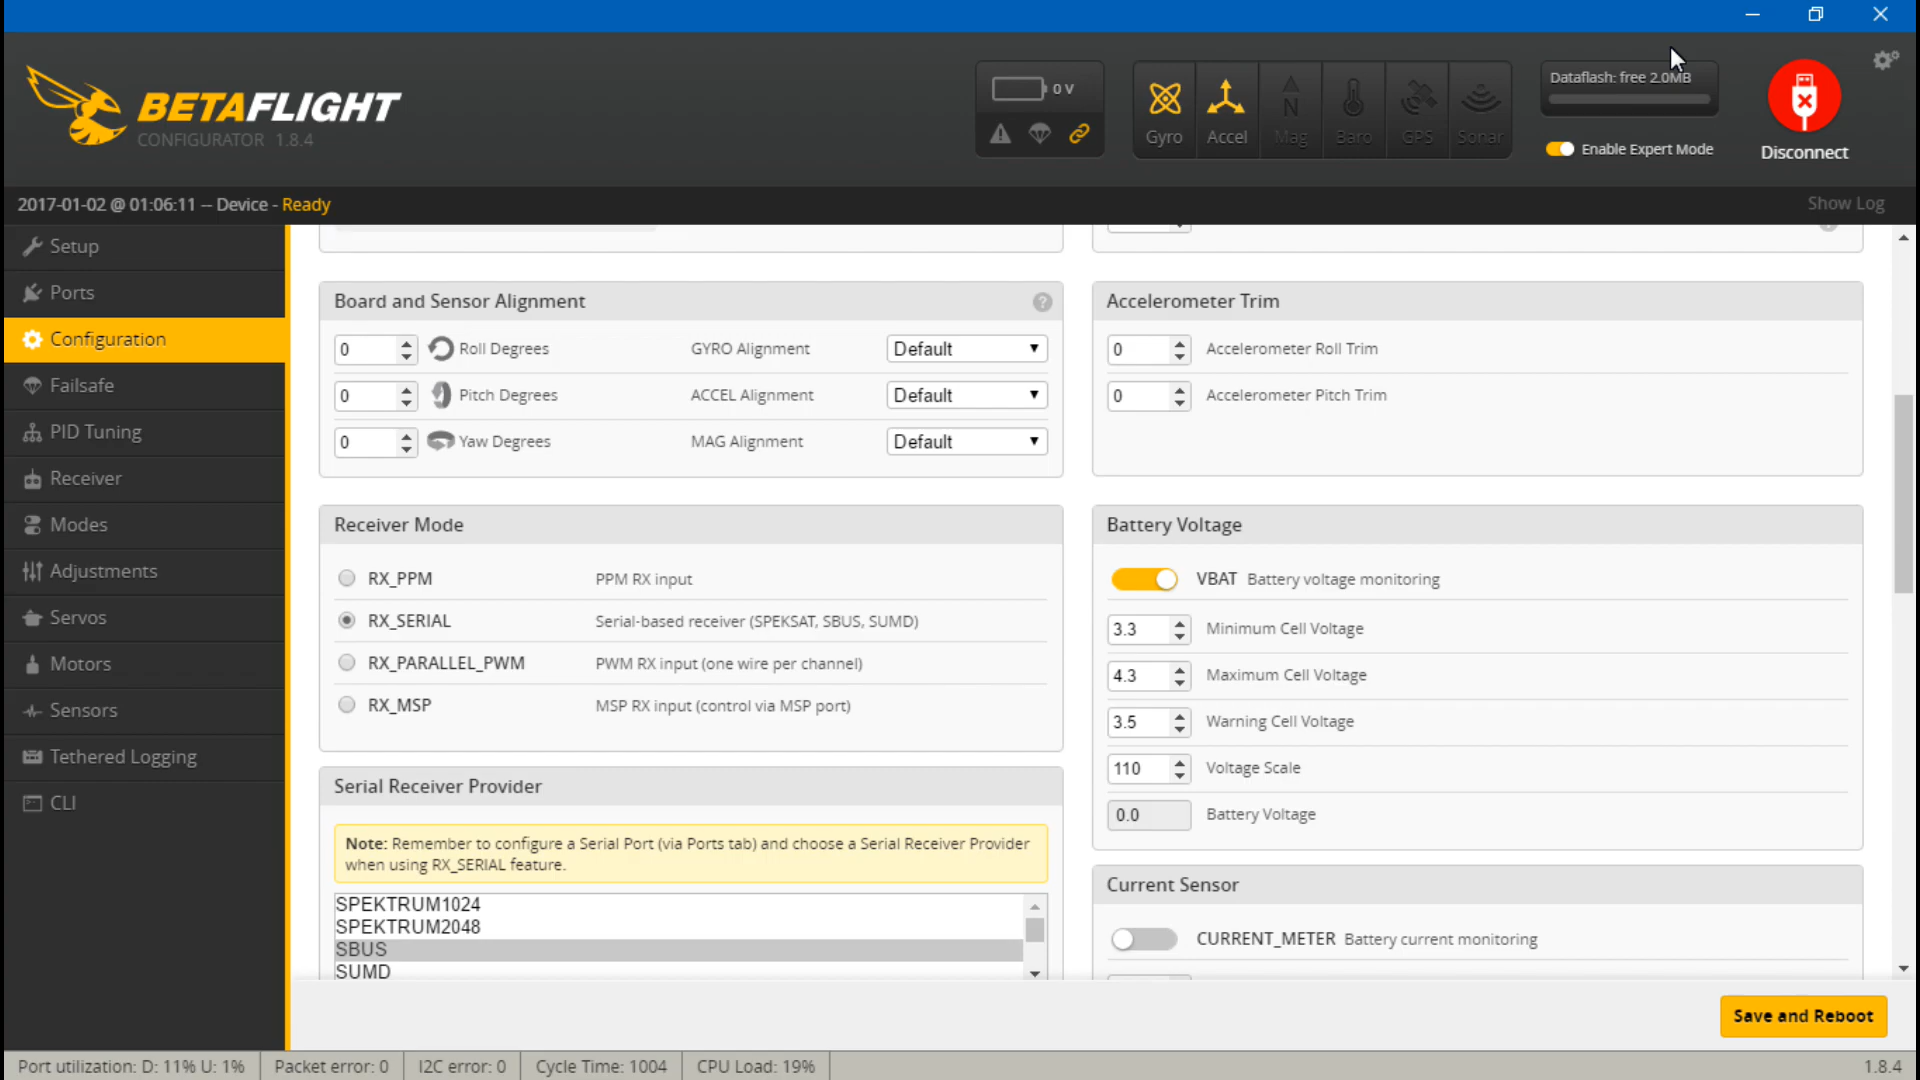 BETAFLIGHT
CONFIGURATOR 1.8.4
0 V
Gyro
Accel
Mag
Baro
GPS
Sonar
Dataflash: free 2.0MB
Enable Expert Mode
Disconnect
2017-01-02 @ 01:06:11 -- Device - Ready
Show Log
Setup
Ports
Configuration
Failsafe
PID Tuning
Receiver
Modes
Adjustments
Servos
Motors
Sensors
Tethered Logging
CLI
Board and Sensor Alignment
0 Roll Degrees GYRO Alignment Default
0 Pitch Degrees ACCEL Alignment Default
0 Yaw Degrees MAG Alignment Default
Accelerometer Trim
0 Accelerometer Roll Trim
0 Accelerometer Pitch Trim
Receiver Mode
RX_PPM PPM RX input
RX_SERIAL Serial-based receiver (SPEKSAT, SBUS, SUMD)
RX_PARALLEL_PWM PWM RX input (one wire per channel)
RX_MSP MSP RX input (control via MSP port)
Battery Voltage
VBAT Battery voltage monitoring
3.3 Minimum Cell Voltage
4.3 Maximum Cell Voltage
3.5 Warning Cell Voltage
110 Voltage Scale
0.0 Battery Voltage
Serial Receiver Provider
Note: Remember to configure a Serial Port (via Ports tab) and choose a Serial Receiver Provider
when using RX_SERIAL feature.
SPEKTRUM1024
SPEKTRUM2048
SBUS
SUMD
Current Sensor
CURRENT_METER Battery current monitoring
Save and Reboot
Port utilization: D: 11% U: 1%
Packet error: 0
I2C error: 0
Cycle Time: 1004
CPU Load: 19%
1.8.4